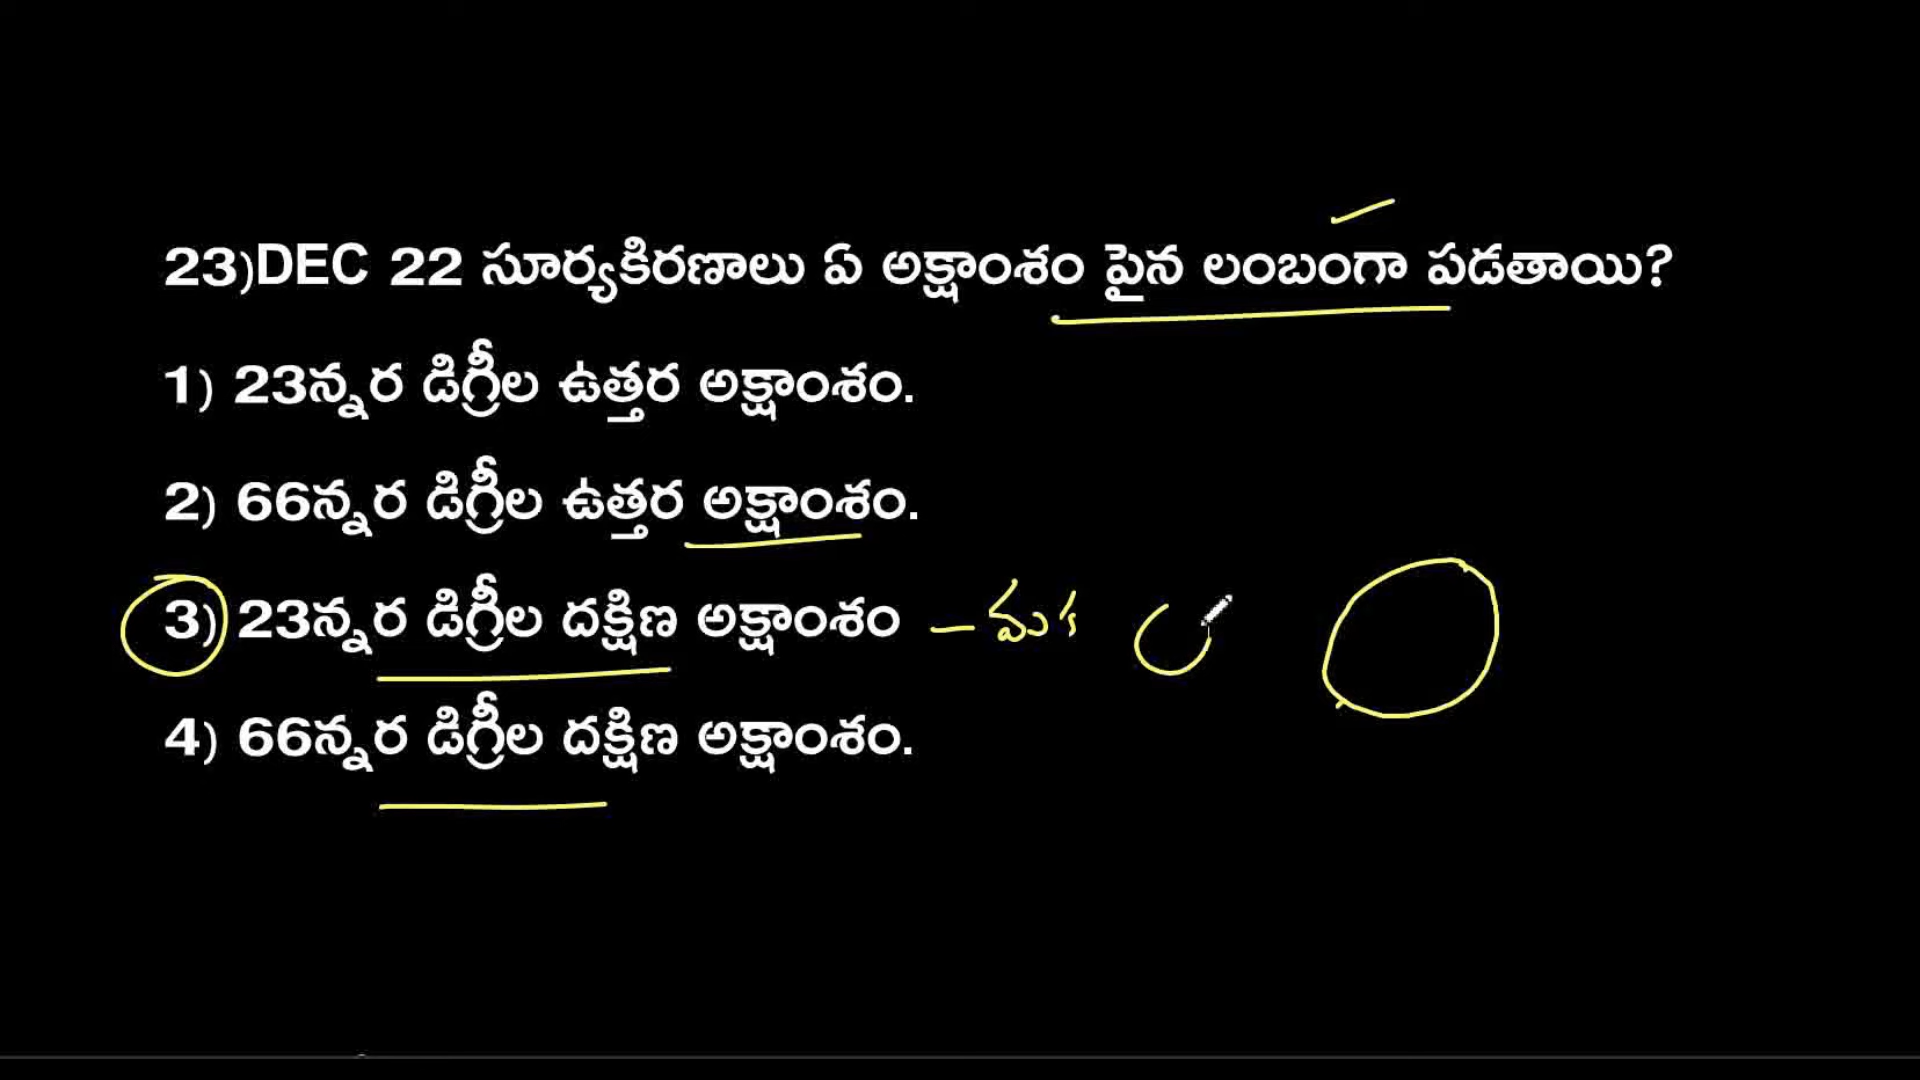 23)DEC 22 సూర్యకిరణాలు ఏ అక్షాంశం పైన లంబంగా పడతాయి?
1) 23న్నర డిగ్రీల ఉత్తర అక్షాంశం.
2) 66న్నర డిగ్రీల ఉత్తర అక్షాంశం.
3) 23న్నర డిగ్రీల దక్షిణ అక్షాంశం - మక
4) 66న్నర డిగ్రీల దక్షిణ అక్షాంశం.